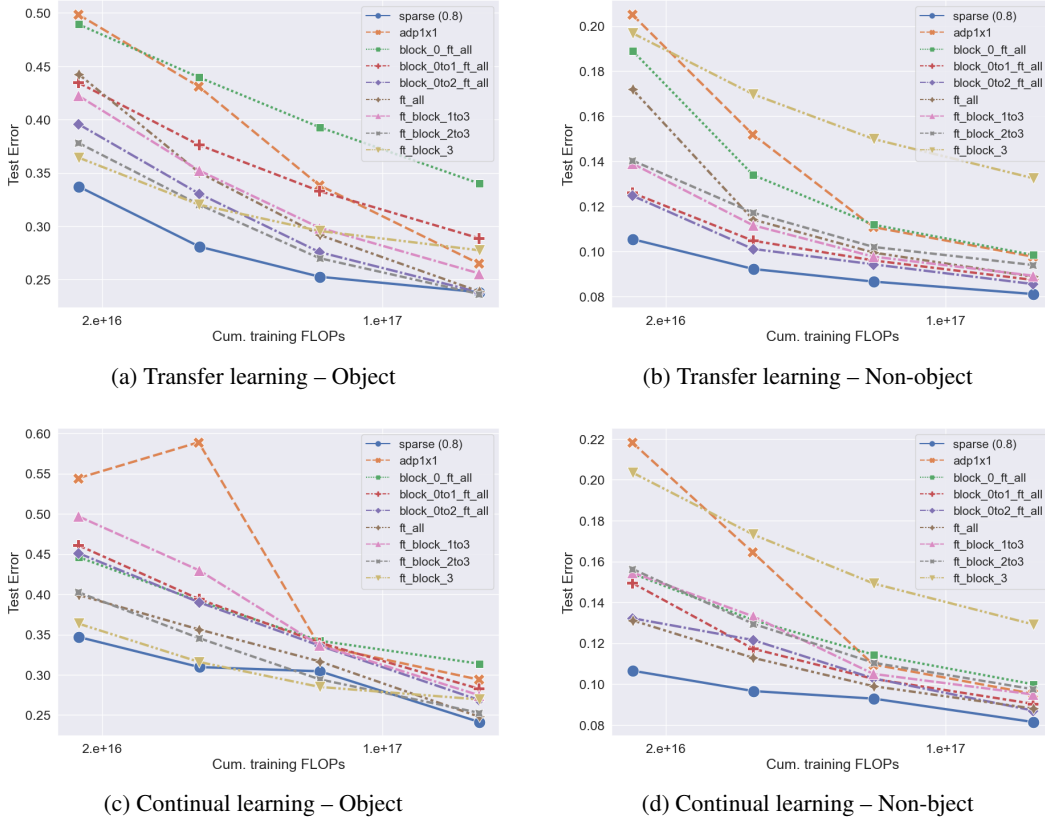 0.50
0.45
0.40
0.35
0.30
0.25
Test Error
2.e+16
1.e+17
Cum. training FLOPs
sparse (0.8)
adp1x1
block_0_ft_all
block_0to1_ft_all
block_0to2_ft_all
ft_all
ft_block_1to3
ft_block_2to3
ft_block_3
(a) Transfer learning – Object
0.20
0.18
0.16
0.14
0.12
0.10
0.08
Test Error
2.e+16
1.e+17
Cum. training FLOPs
sparse (0.8)
adp1x1
block_0_ft_all
block_0to1_ft_all
block_0to2_ft_all
ft_all
ft_block_1to3
ft_block_2to3
ft_block_3
(b) Transfer learning – Non-object
0.60
0.55
0.50
0.45
0.40
0.35
0.30
0.25
Test Error
2.e+16
1.e+17
Cum. training FLOPs
sparse (0.8)
adp1x1
block_0_ft_all
block_0to1_ft_all
block_0to2_ft_all
ft_all
ft_block_1to3
ft_block_2to3
ft_block_3
(c) Continual learning – Object
0.22
0.20
0.18
0.16
0.14
0.12
0.10
0.08
Test Error
2.e+16
1.e+17
Cum. training FLOPs
sparse (0.8)
adp1x1
block_0_ft_all
block_0to1_ft_all
block_0to2_ft_all
ft_all
ft_block_1to3
ft_block_2to3
ft_block_3
(d) Continual learning – Non-bject